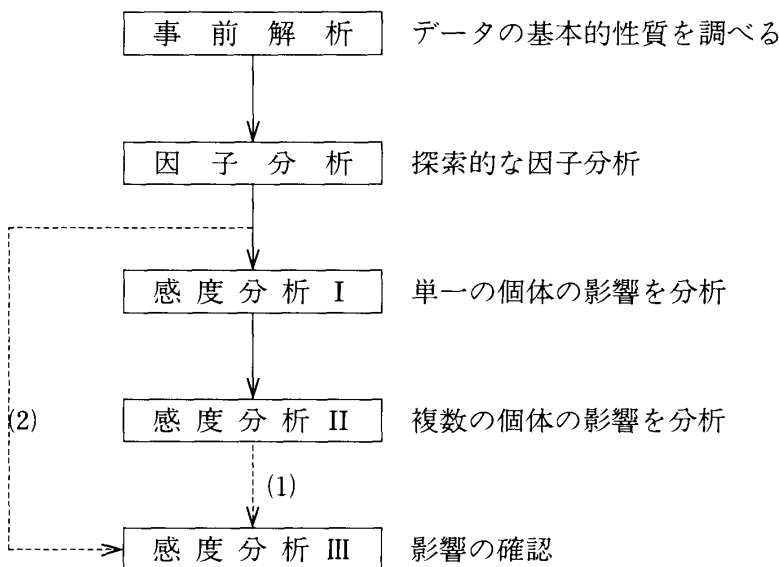 事前解析 データの基本的性質を調べる
因子分析 探索的な因子分析
感度分析 I 単一の個体の影響を分析
(2) 感度分析 II 複数の個体の影響を分析
(1)
感度分析 III 影響の確認